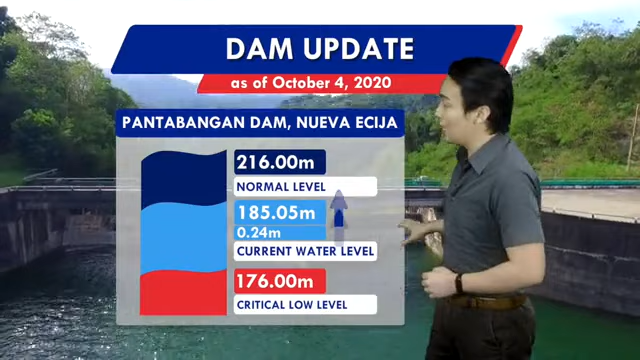 DAM UPDATE
as of October 4, 2020
PANTABANGAN DAM, NUEVA ECIJA
216.00m
NORMAL LEVEL
185.05m
0.24m
CURRENT WATER LEVEL
176.00m
CRITICAL LOW LEVEL